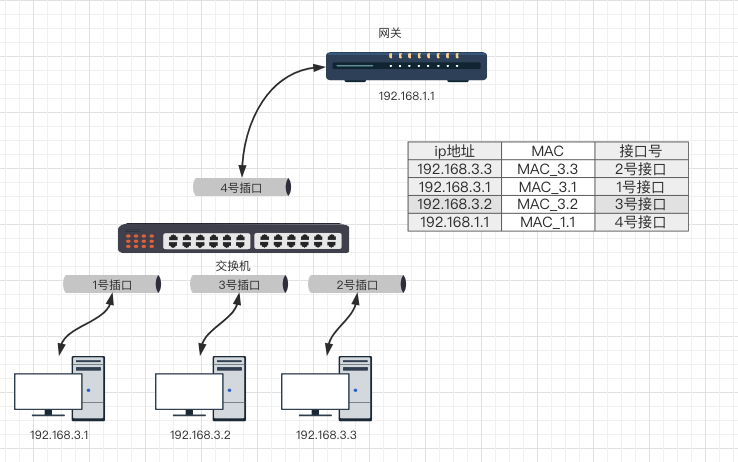 网关
192.168.1.1
4号插口
ip地址 MAC 接口号
192.168.3.3 MAC_3.3 2号接口
192.168.3.1 MAC_3.1 1号接口
192.168.3.2 MAC_3.2 3号接口
192.168.1.1 MAC_1.1 4号接口
交换机
1号插口 3号插口 2号插口
192.168.3.1 192.168.3.2 192.168.3.3